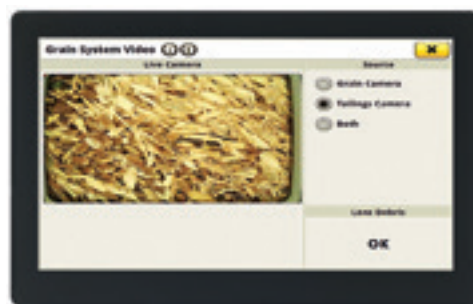 Grain System Video
Live Camera
Source
Grain Camera
Tailings Camera
Both
Lens Debris
OK